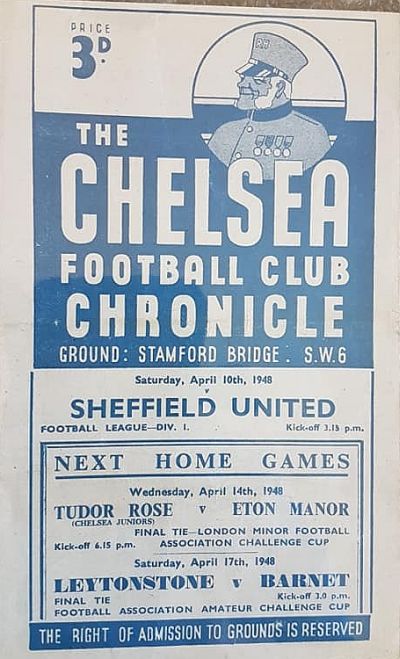 PRICE
3D.
R H
THE
CHELSEA
FOOTBALL CLUB
CHRONICLE
GROUND: STAMFORD BRIDGE: S.W.6
Saturday, April 10th, 1948
v
SHEFFIELD UNITED
FOOTBALL LEAGUE—DIV. I. Kick-off 3.15 p.m.
NEXT HOME GAMES
Wednesday, April 14th, 1948
TUDOR ROSE v ETON MANOR
(CHELSEA JUNIORS)
FINAL TIE—LONDON MINOR FOOTBALL
Kick-off 6.15 p.m. ASSOCIATION CHALLENGE CUP
Saturday, April 17th, 1948
LEYTONSTONE v BARNET
FINAL TIE Kick-off 3.0 p.m.
FOOTBALL ASSOCIATION AMATEUR CHALLENGE CUP
THE RIGHT OF ADMISSION TO GROUNDS IS RESERVED